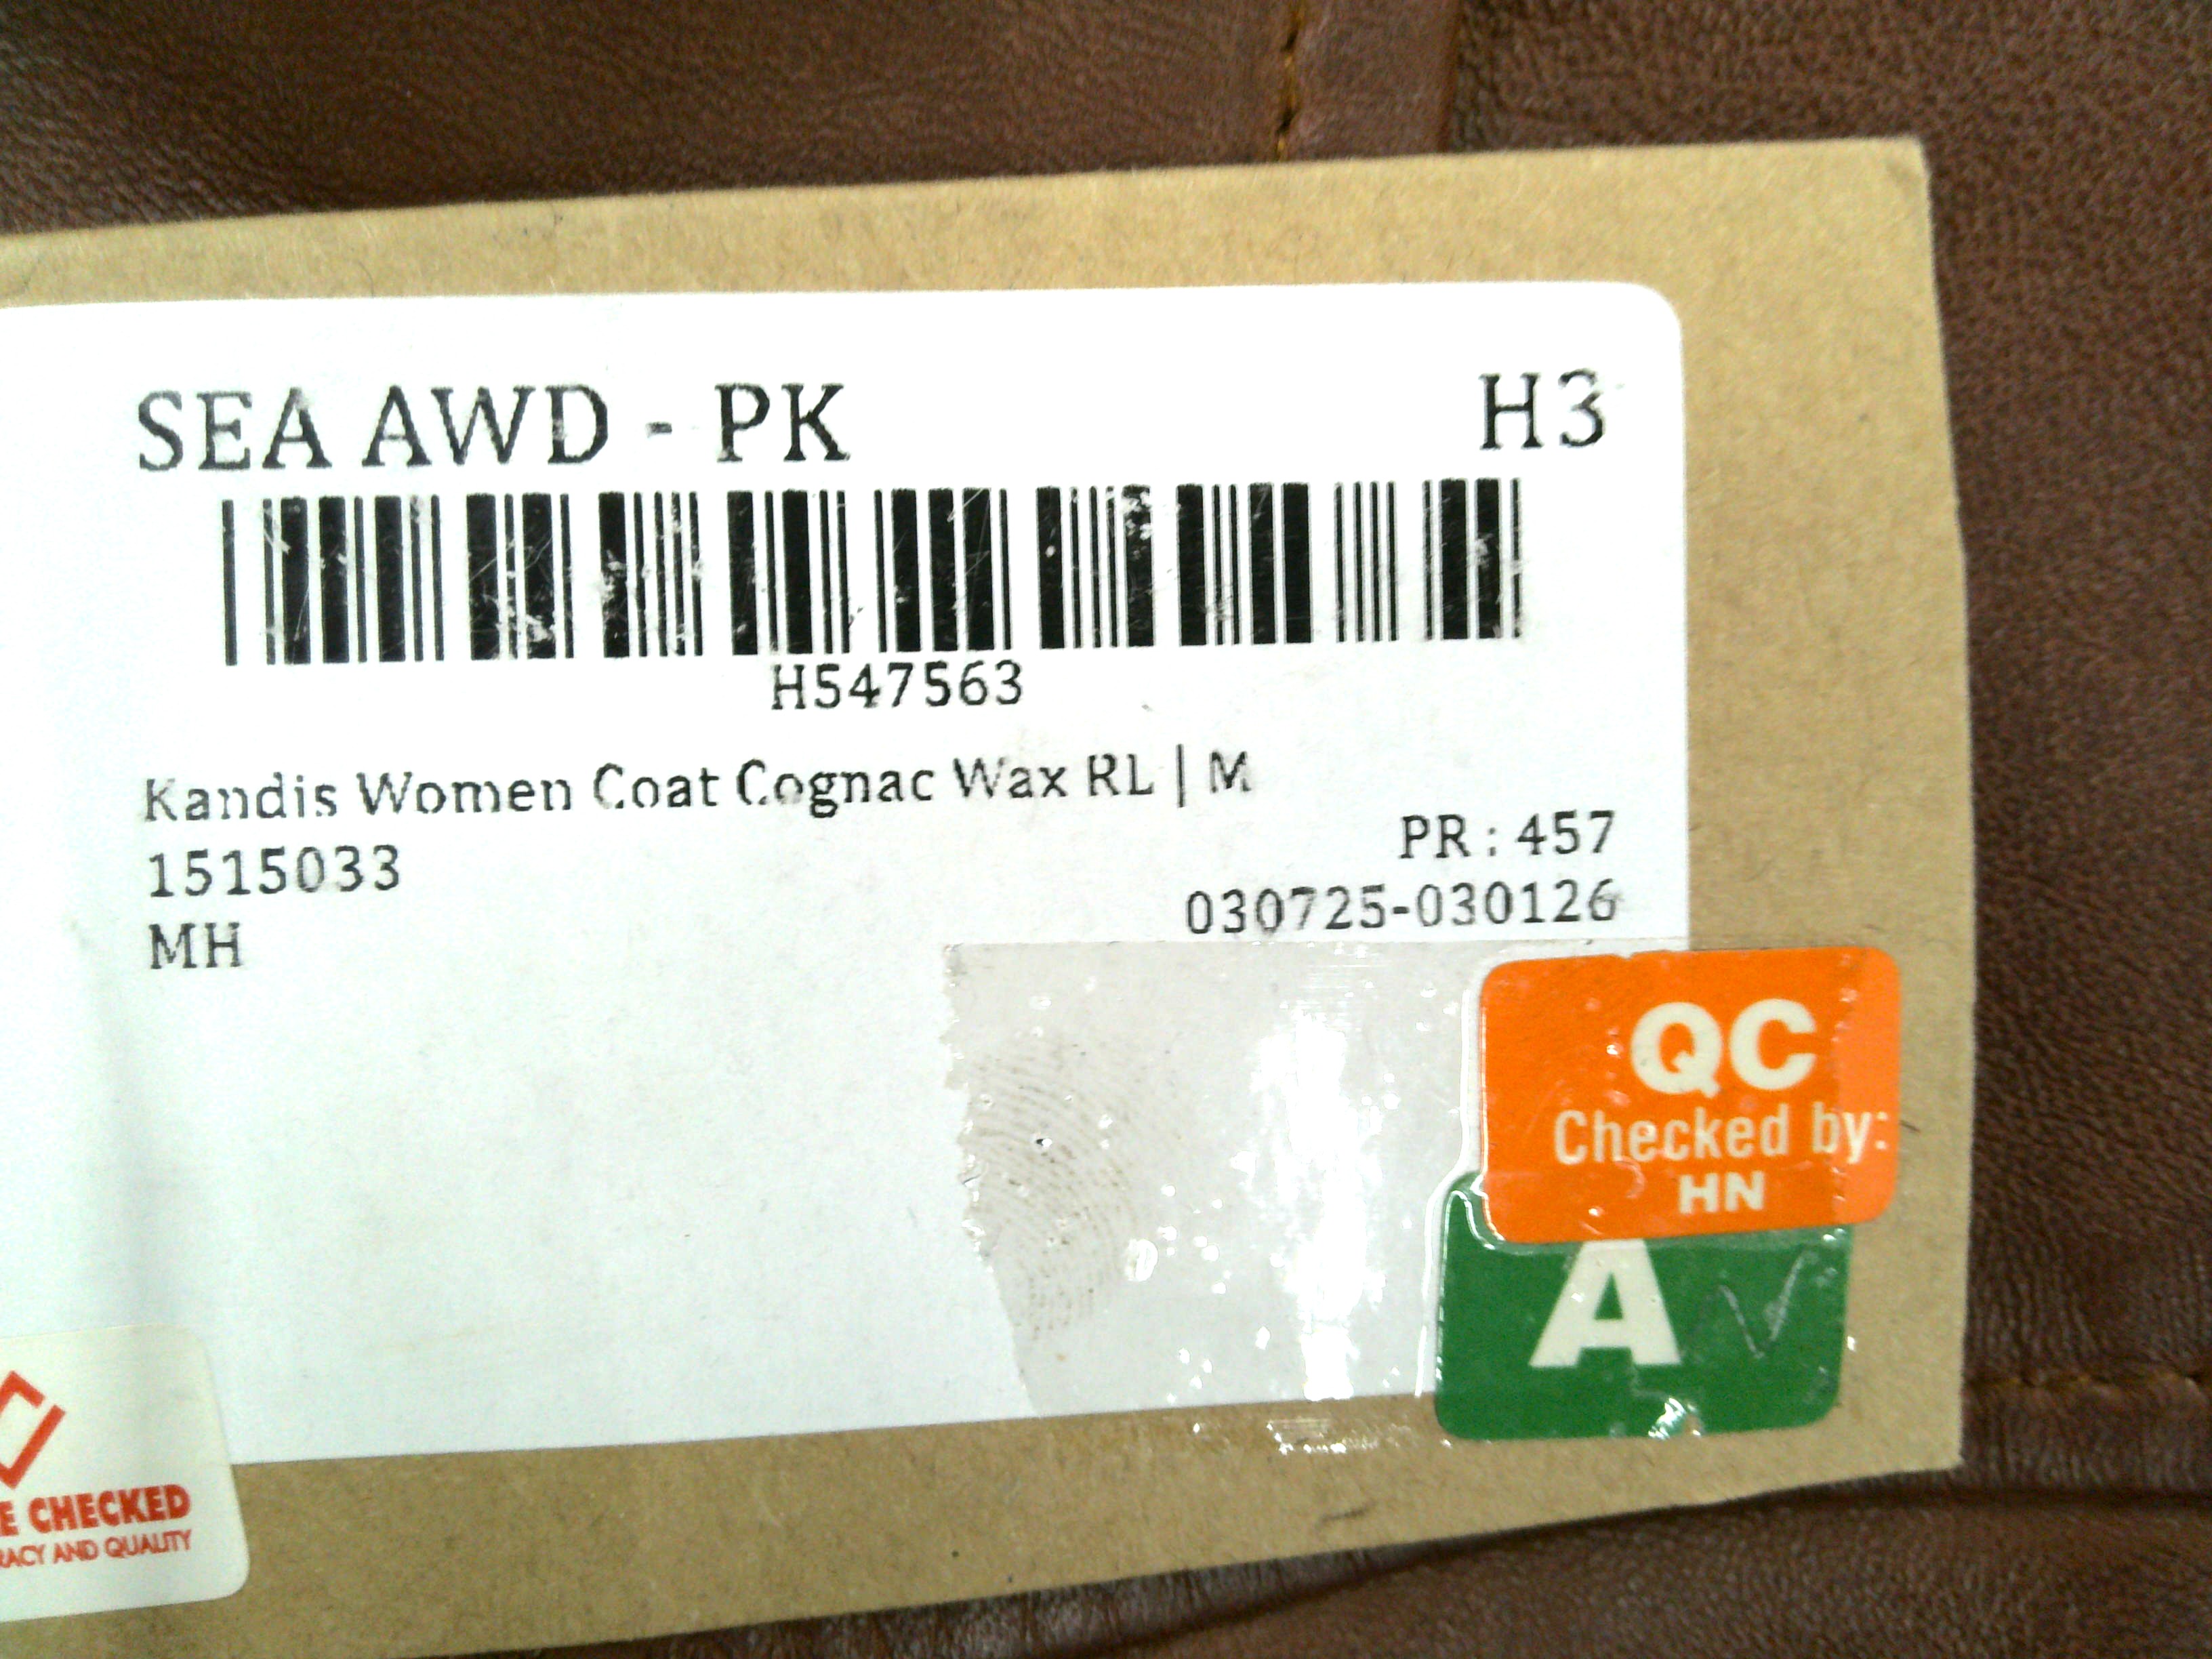 SEA AWD - PK H3
H547563
Kandis Women Coat Cognac Wax RL | M
PR : 457
1515033
030725-030126
MH
QC
Checked by:
HN
A
CHECKED
AND QUALITY